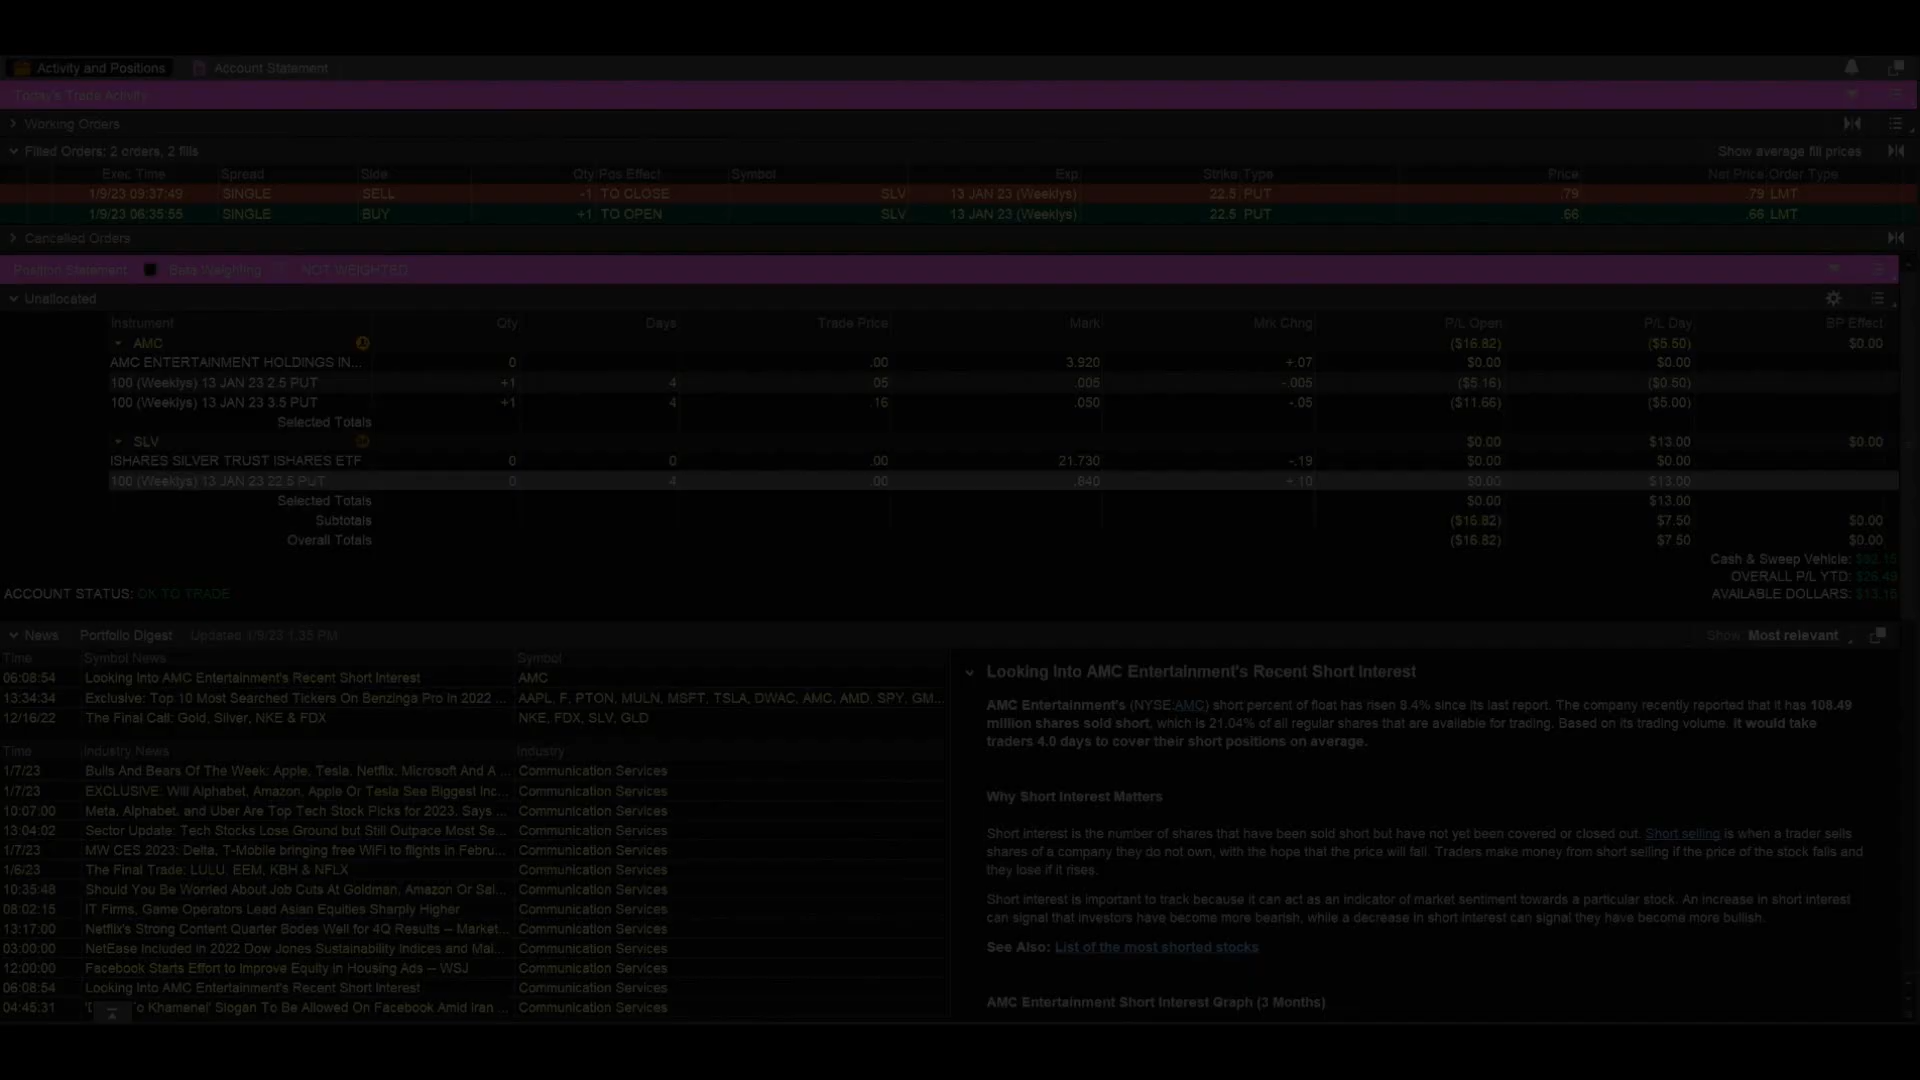 Activity and Positions Account Statement
Today's Trade Activity
Working Orders
Filled Orders: 2 orders, 2 fills Show average fill prices
Exec Time Spread Side Qty Pos Effect Symbol Exp Strike Type Price Net Price Order Type
1/9/23 09:37:49 SINGLE SELL -1 TO CLOSE SLV 13 JAN 23 (Weeklys) 22.5 PUT .79 .79 LMT
1/9/23 06:35:55 SINGLE BUY +1 TO OPEN SLV 13 JAN 23 (Weeklys) 22.5 PUT .66 .66 LMT
Cancelled Orders
Position Statement Beta Weighting NOT WEIGHTED
Unallocated
Instrument Qty Days Trade Price Mark Mrk Chng P/L Open P/L Day BP Effect
AMC ($16.82) ($5.50) $0.00
AMC ENTERTAINMENT HOLDINGS IN... 0 .00 3.920 +.07 $0.00 $0.00
100 (Weeklys) 13 JAN 23 2.5 PUT +1 4 .05 .005 -.005 ($5.16) ($0.50)
100 (Weeklys) 13 JAN 23 3.5 PUT +1 4 .16 .050 -.05 ($11.66) ($5.00)
Selected Totals
SLV $0.00 $13.00 $0.00
ISHARES SILVER TRUST ISHARES ETF 0 0 .00 21.730 -.19 $0.00 $0.00
100 (Weeklys) 13 JAN 23 22.5 PUT 0 4 .00 .840 +.10 $0.00 $13.00
Selected Totals $0.00 $13.00
Subtotals ($16.82) $7.50 $0.00
Overall Totals ($16.82) $7.50 $0.00
Cash & Sweep Vehicle: $82.15
OVERALL P/L YTD: $26.49
ACCOUNT STATUS: OK TO TRADE AVAILABLE DOLLARS: $13.15
News Portfolio Digest Updated 1/9/23 1:35 PM Show Most relevant
Time Symbol News Symbol
06:08:54 Looking Into AMC Entertainment's Recent Short Interest AMC
13:34:34 Exclusive: Top 10 Most Searched Tickers On Benzinga Pro In 2022 ... AAPL, F, PTON, MULN, MSFT, TSLA, DWAC, AMC, AMD, SPY, GM...
12/16/22 The Final Call: Gold, Silver, NKE & FDX NKE, FDX, SLV, GLD
Time Industry News Industry
1/7/23 Bulls And Bears Of The Week: Apple, Tesla, Netflix, Microsoft And A ... Communication Services
1/7/23 EXCLUSIVE: Will Alphabet, Amazon, Apple Or Tesla See Biggest Inc... Communication Services
10:07:00 Meta, Alphabet, and Uber Are Top Tech Stock Picks for 2023, Says ... Communication Services
13:04:02 Sector Update: Tech Stocks Lose Ground but Still Outpace Most Se... Communication Services
1/7/23 MW CES 2023: Delta, T-Mobile bringing free WiFi to flights in Febru... Communication Services
1/6/23 The Final Trade: LULU, EEM, KBH & NFLX Communication Services
10:35:48 Should You Be Worried About Job Cuts At Goldman, Amazon Or Sal... Communication Services
08:02:15 IT Firms, Game Operators Lead Asian Equities Sharply Higher Communication Services
13:17:00 Netflix's Strong Content Quarter Bodes Well for 4Q Results -- Market... Communication Services
03:00:00 NetEase Included in 2022 Dow Jones Sustainability Indices and Mai... Communication Services
12:00:00 Facebook Starts Effort to Improve Equity in Housing Ads -- WSJ Communication Services
06:08:54 Looking Into AMC Entertainment's Recent Short Interest Communication Services
04:45:31 o Khamenei' Slogan To Be Allowed On Facebook Amid Iran ... Communication Services
Looking Into AMC Entertainment's Recent Short Interest
AMC Entertainment's (NYSE:AMC) short percent of float has risen 8.4% since its last report. The company recently reported that it has 108.49
million shares sold short, which is 21.04% of all regular shares that are available for trading. Based on its trading volume, it would take
traders 4.0 days to cover their short positions on average.
Why Short Interest Matters
Short interest is the number of shares that have been sold short but have not yet been covered or closed out. Short selling is when a trader sells
shares of a company they do not own, with the hope that the price will fall. Traders make money from short selling if the price of the stock falls and
they lose if it rises.
Short interest is important to track because it can act as an indicator of market sentiment towards a particular stock. An increase in short interest
can signal that investors have become more bearish, while a decrease in short interest can signal they have become more bullish.
See Also: List of the most shorted stocks
AMC Entertainment Short Interest Graph (3 Months)